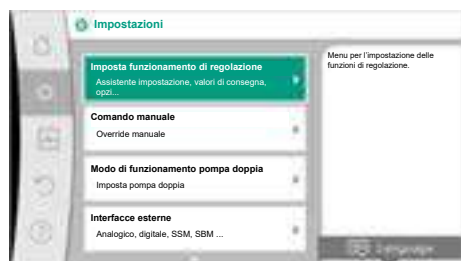 Impostazioni
Imposta funzionamento di regolazione
Assistente impostazione, valori di consegna,
opzi...
Comando manuale
Override manuale
Modo di funzionamento pompa doppia
Imposta pompa doppia
Interfacce esterne
Analogico, digitale, SSM, SBM ...
Menu per l'impostazione delle
funzioni di regolazione.